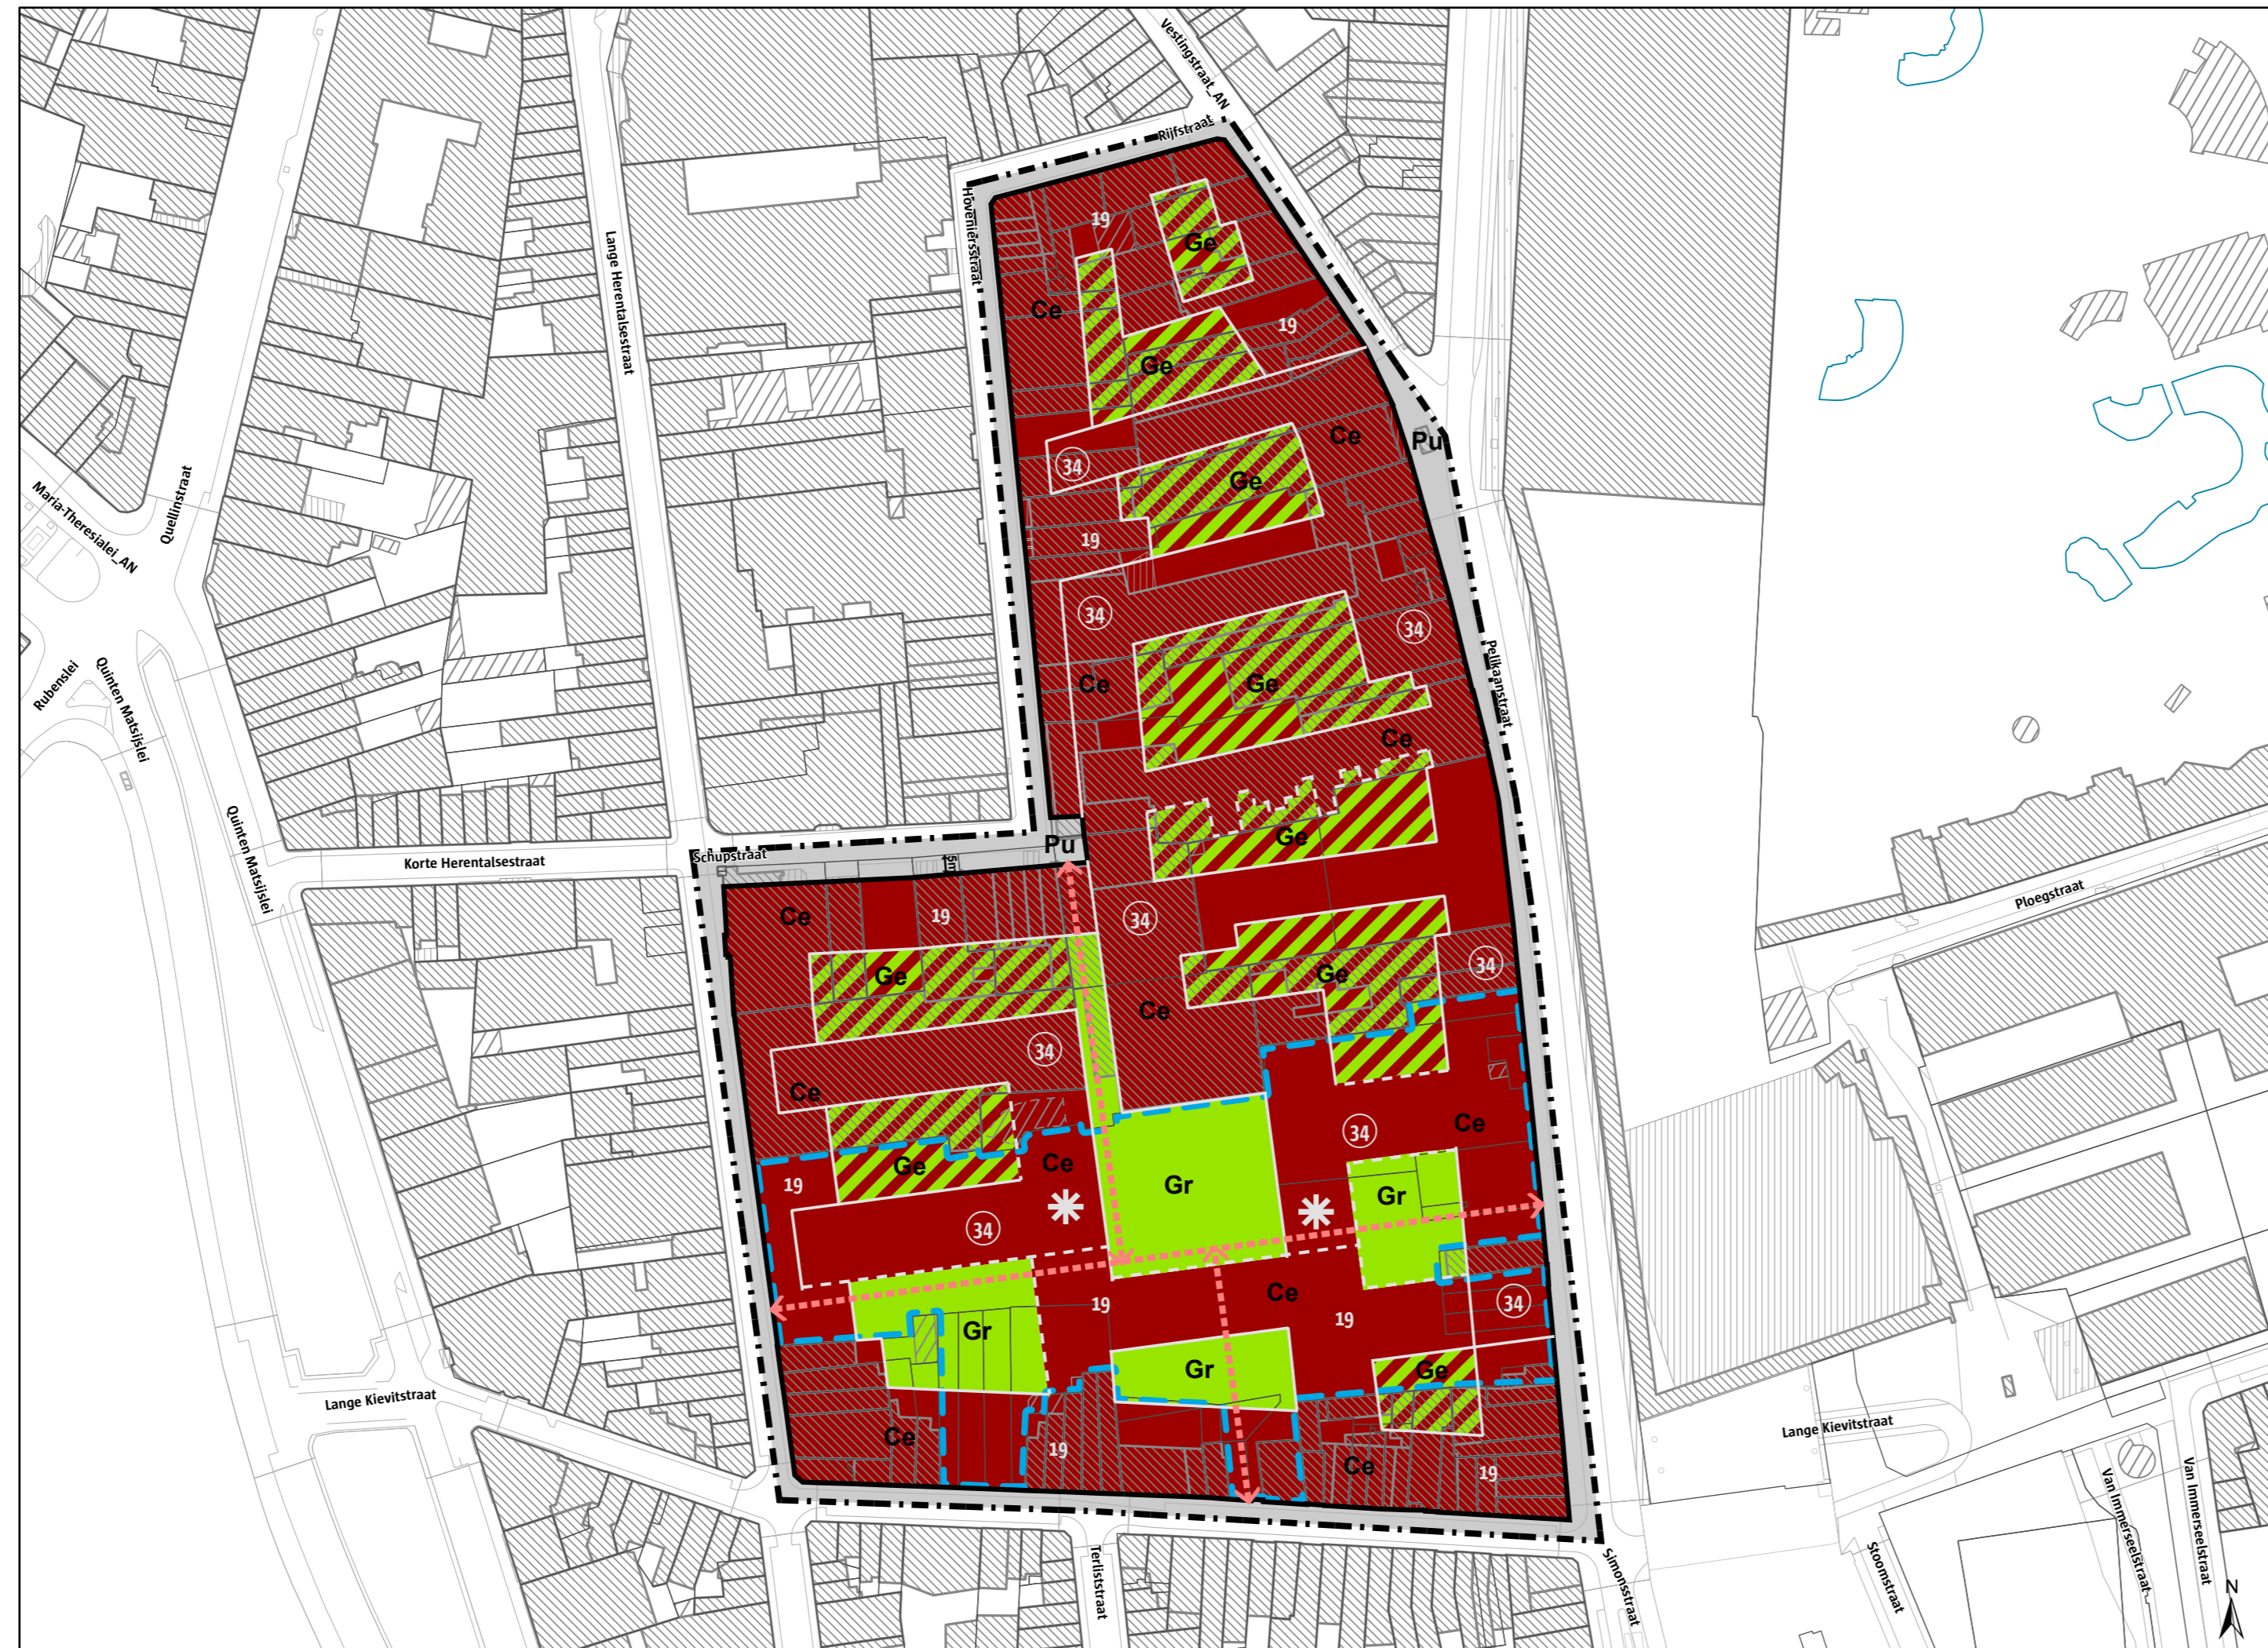 Vestingstraat_AN
Rijfstraat
Hoveniersstraat
19
Ge
Lange Herentalsestraat
Ce
19
Ge
Ce
Pu
34
Ge
Quellinstraat
Maria-Theresialei_AN
19
34
34
Pelikaanstraat
Rubenslei
Quinten Matsijslei
Ce
Ge
Ce
Quinten Matsijslei
Ge
Pu
Schupstraat
Korte Herentalsestraat
5m
Ploegstraat
Ce
19
34
34
Ge
Ge
Ce
34
Ce
34
Ce
Ce
Ge
19
Gr
Gr
34
19
Ce
34
19
Gr
Gr
Ge
Lange Kievitstraat
Lange Kievitstraat
Ce
19
Ce
19
Terliststraat
Simonsstraat
Stoomstraat
Van Immerseelstraat
Van Immerseelstraat
N